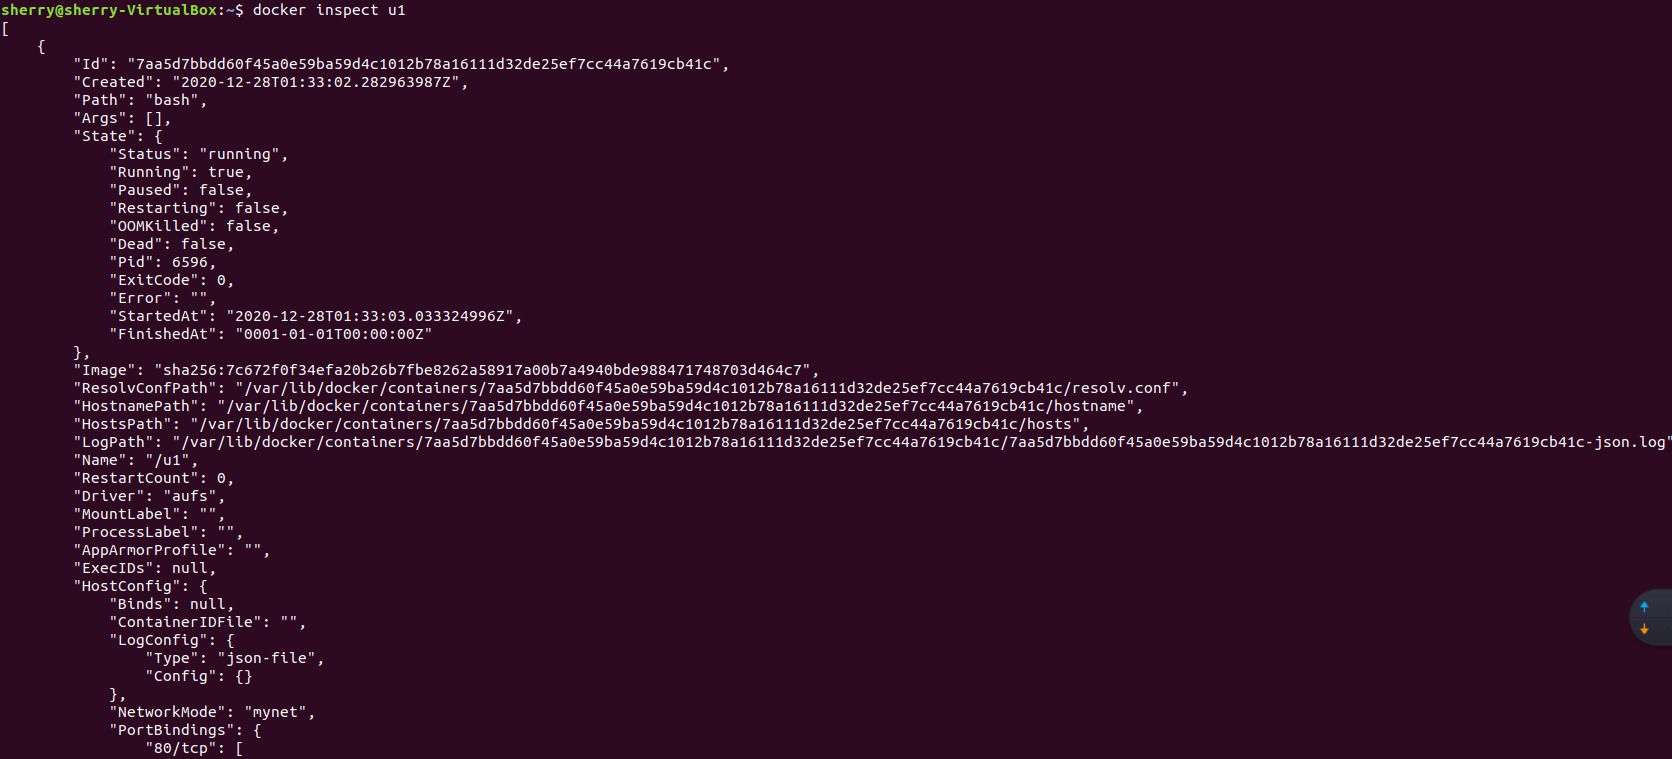 sherry@sherry-VirtualBox:~$ docker inspect u1
[
    {
        "Id": "7aa5d7bbdd60f45a0e59ba59d4c1012b78a16111d32de25ef7cc44a7619cb41c",
        "Created": "2020-12-28T01:33:02.282963987Z",
        "Path": "bash",
        "Args": [],
        "State": {
            "Status": "running",
            "Running": true,
            "Paused": false,
            "Restarting": false,
            "OOMKilled": false,
            "Dead": false,
            "Pid": 6596,
            "ExitCode": 0,
            "Error": "",
            "StartedAt": "2020-12-28T01:33:03.033324996Z",
            "FinishedAt": "0001-01-01T00:00:00Z"
        },
        "Image": "sha256:7c672f0f34efa20b26b7fbe8262a58917a00b7a4940bde988471748703d464c7",
        "ResolvConfPath": "/var/lib/docker/containers/7aa5d7bbdd60f45a0e59ba59d4c1012b78a16111d32de25ef7cc44a7619cb41c/resolv.conf",
        "HostnamePath": "/var/lib/docker/containers/7aa5d7bbdd60f45a0e59ba59d4c1012b78a16111d32de25ef7cc44a7619cb41c/hostname",
        "HostsPath": "/var/lib/docker/containers/7aa5d7bbdd60f45a0e59ba59d4c1012b78a16111d32de25ef7cc44a7619cb41c/hosts",
        "LogPath": "/var/lib/docker/containers/7aa5d7bbdd60f45a0e59ba59d4c1012b78a16111d32de25ef7cc44a7619cb41c/7aa5d7bbdd60f45a0e59ba59d4c1012b78a16111d32de25ef7cc44a7619cb41c-json.log"
        "Name": "/u1",
        "RestartCount": 0,
        "Driver": "aufs",
        "MountLabel": "",
        "ProcessLabel": "",
        "AppArmorProfile": "",
        "ExecIDs": null,
        "HostConfig": {
            "Binds": null,
            "ContainerIDFile": "",
            "LogConfig": {
                "Type": "json-file",
                "Config": {}
            },
            "NetworkMode": "mynet",
            "PortBindings": {
                "80/tcp": [